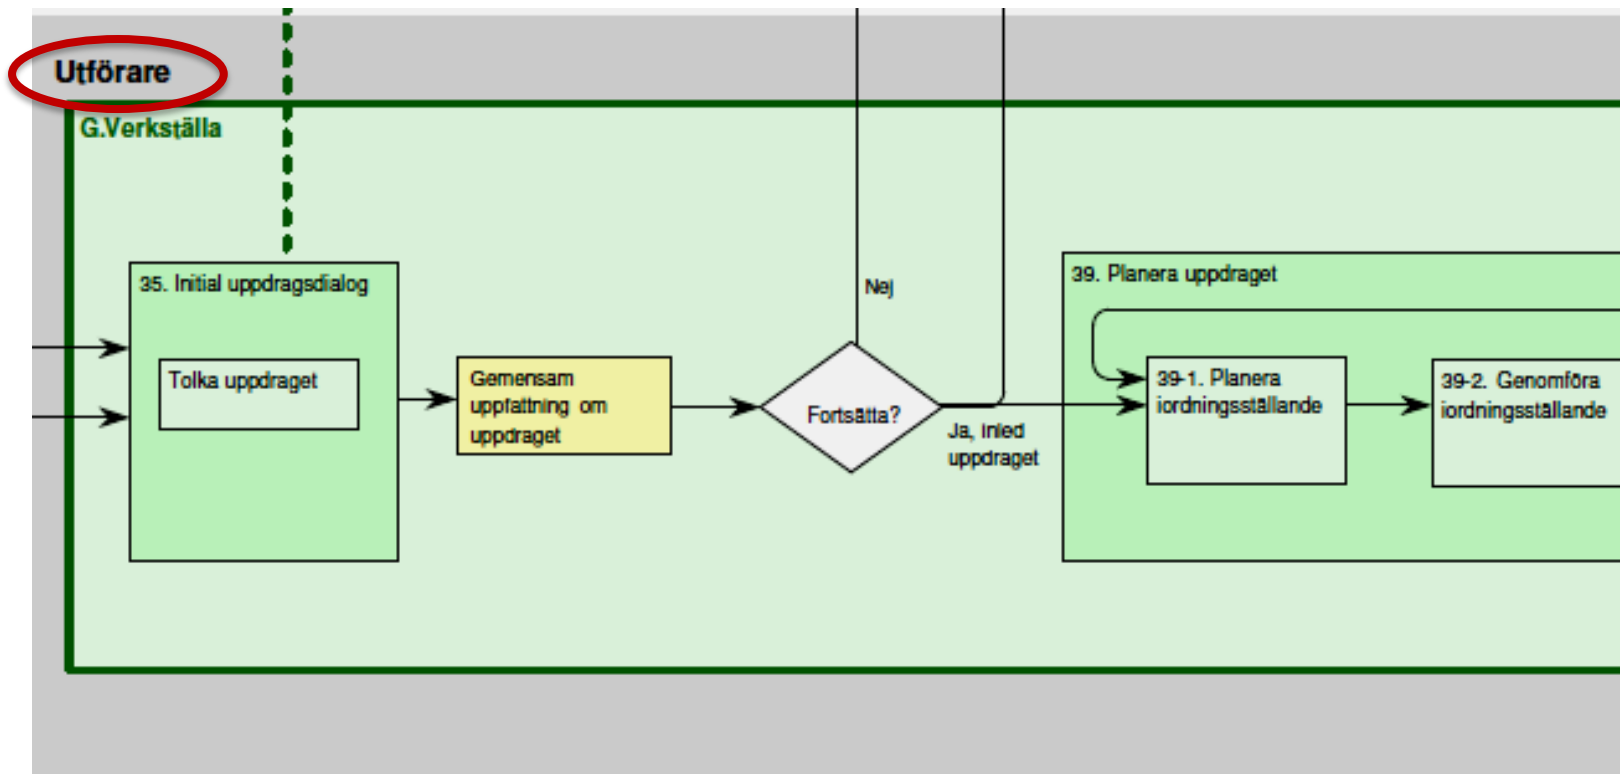 Utförare
G.Verkställa
35. Initial uppdragsdialog
Tolka uppdraget
Gemensam
uppfattning om
uppdraget
Nej
Fortsätta?
Ja, inled
uppdraget
39. Planera uppdraget
39-1. Planera
iordningsställande
39-2. Genomföra
iordningsställande